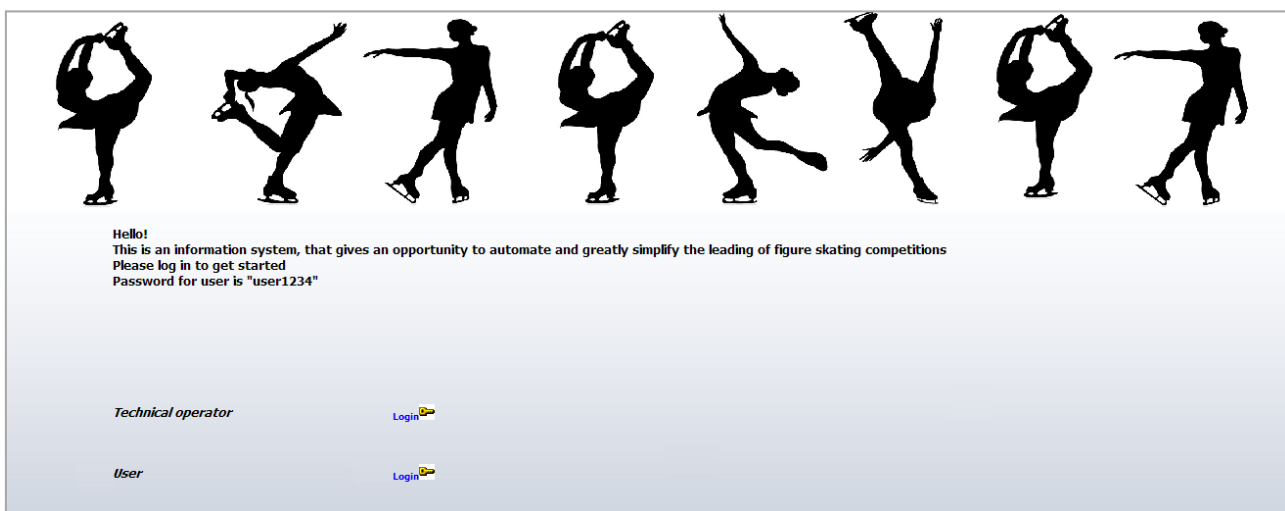 Hello!
This is an information system, that gives an opportunity to automate and greatly simplify the leading of figure skating competitions
Please log in to get started
Password for user is "user1234"
Technical operator
Login
User
Login